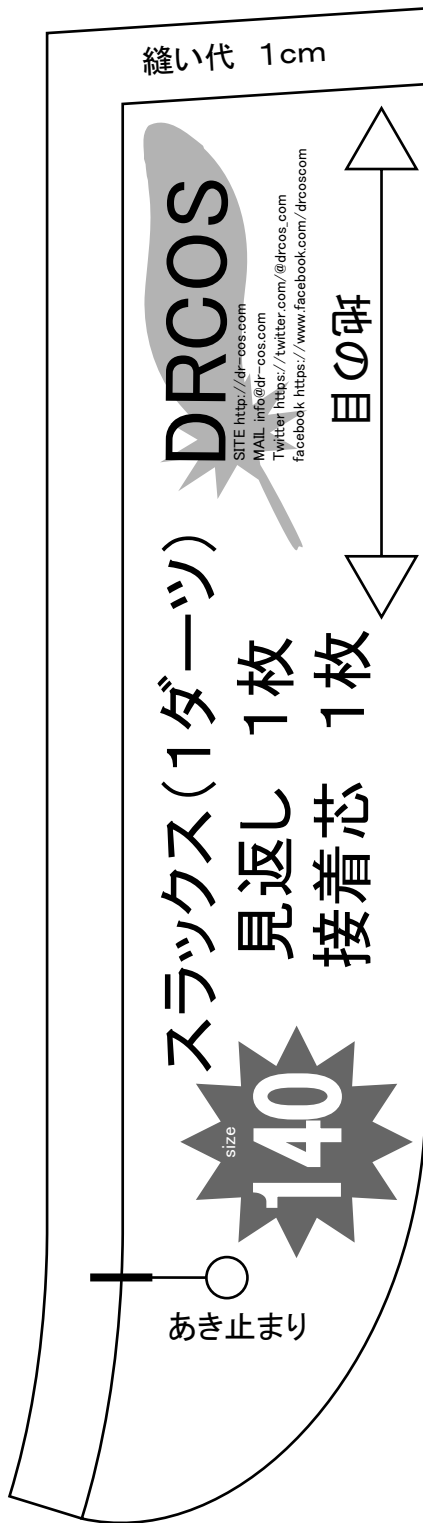 縫い代 1cm
DRCOS
SITE http://dr-cos.com
MAIL info@dr-cos.com
Twitter https://twitter.com/@drcos_com
facebook https://www.facebook.com/drcoscom
地の目
スラックス(1ダーツ)
見返し 1枚
接着芯 1枚
size
140
あき止まり